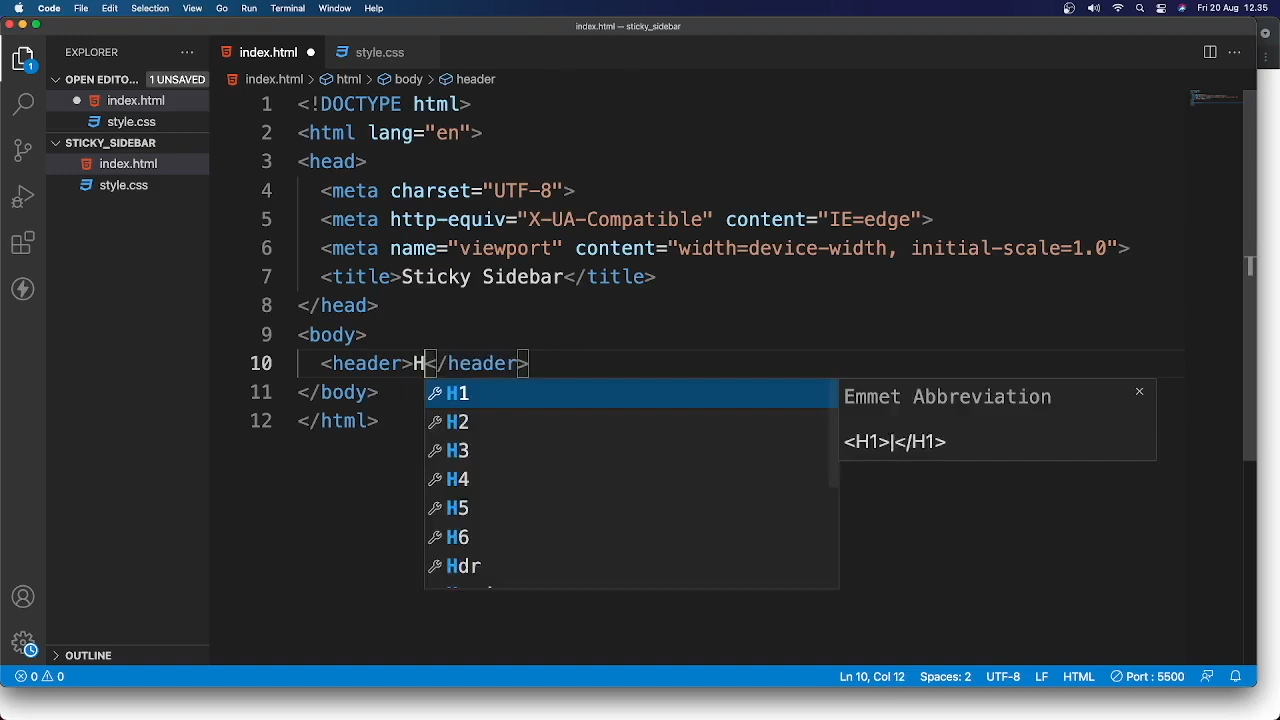 Code File Edit Selection View Go Run Terminal Window Help Fri 20 Aug 12.35
index.html — sticky_sidebar
EXPLORER
index.html
style.css
OPEN EDITO... 1 UNSAVED
index.html > html > body > header
index.html
style.css
STICKY_SIDEBAR
index.html
style.css
1 <!DOCTYPE html>
2 <html lang="en">
3 <head>
4 <meta charset="UTF-8">
5 <meta http-equiv="X-UA-Compatible" content="IE=edge">
6 <meta name="viewport" content="width=device-width, initial-scale=1.0">
7 <title>Sticky Sidebar</title>
8 </head>
9 <body>
10 <header>H</header>
11 </body>
12 </html>
H1
H2
H3
H4
H5
H6
Hdr
Emmet Abbreviation
<H1>|</H1>
OUTLINE
1
0 0
Ln 10, Col 12 Spaces: 2 UTF-8 LF HTML Port : 5500